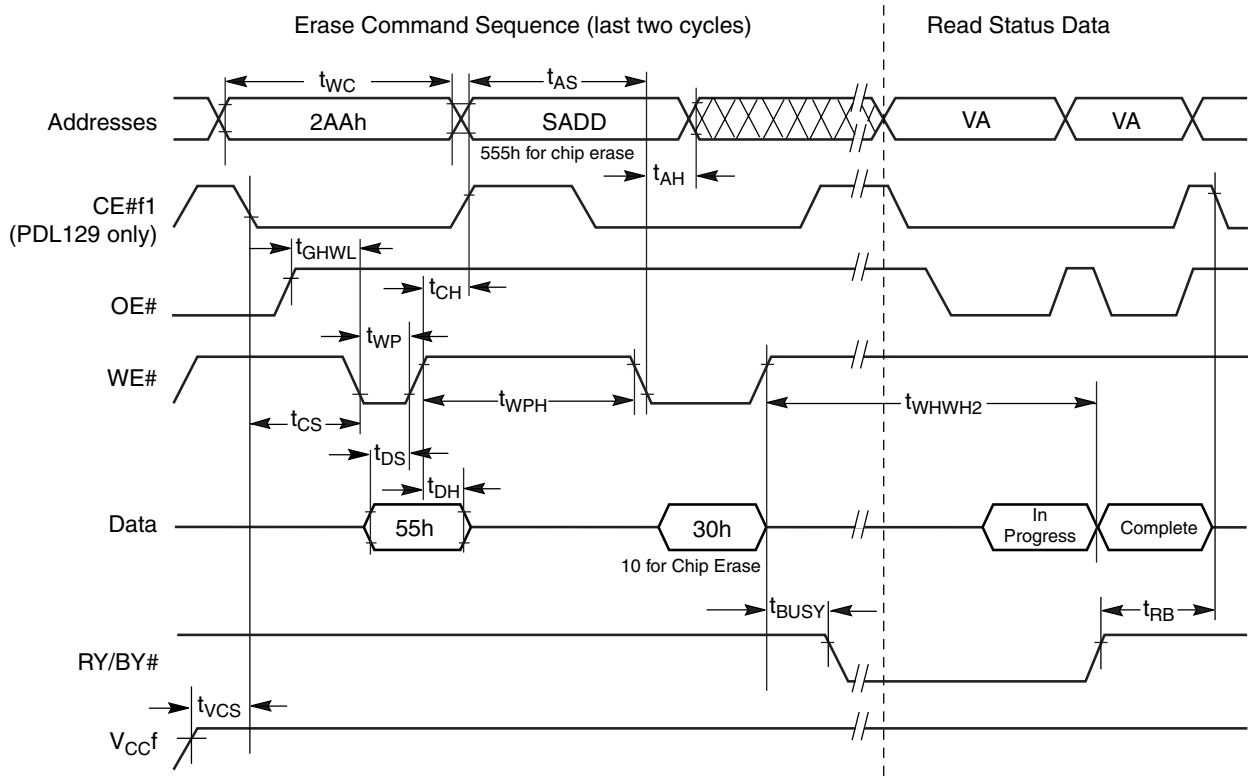 Erase Command Sequence (last two cycles)
Read Status Data
tWC
tAS
Addresses
2AAh
SADD
VA
VA
555h for chip erase
tAH
CE#f1
(PDL129 only)
tGHWL
tCH
OE#
tWP
WE#
tWPH
tWHWH2
tCS
tDS
tDH
Data
55h
30h
In
Progress
Complete
10 for Chip Erase
tBUSY
tRB
RY/BY#
tVCS
VCCf